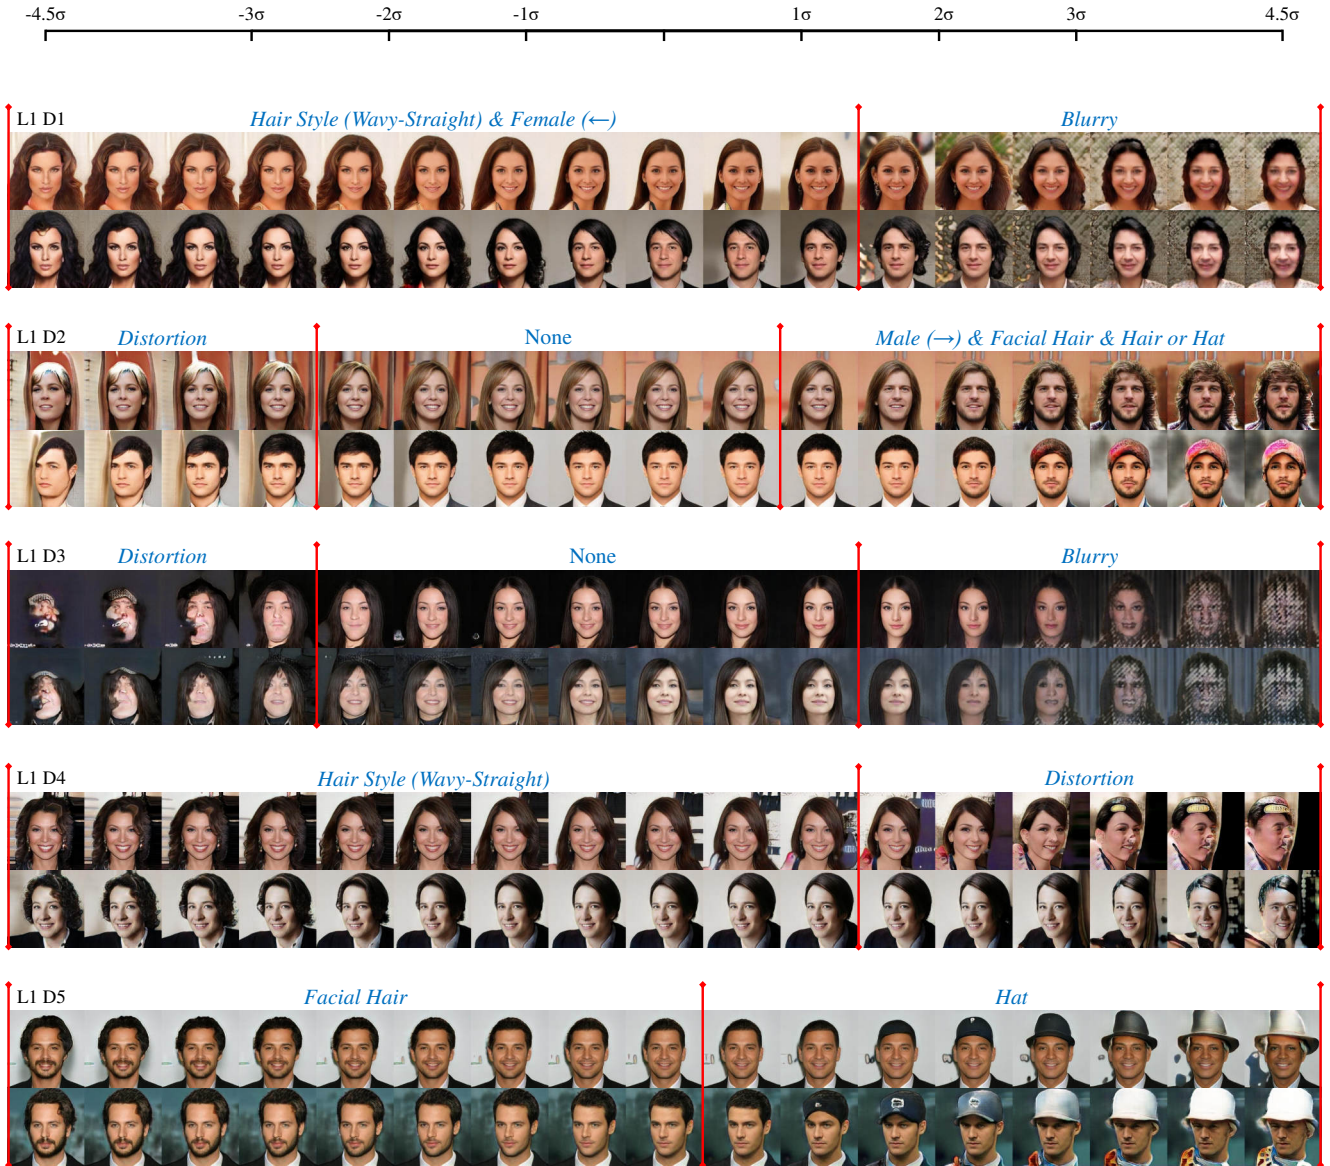 -4.5σ -3σ -2σ -1σ 1σ 2σ 3σ 4.5σ
L1 D1 Hair Style (Wavy-Straight) & Female (←) Blurry
L1 D2 Distortion None Male (→) & Facial Hair & Hair or Hat
L1 D3 Distortion None Blurry
L1 D4 Hair Style (Wavy-Straight) Distortion
L1 D5 Facial Hair Hat